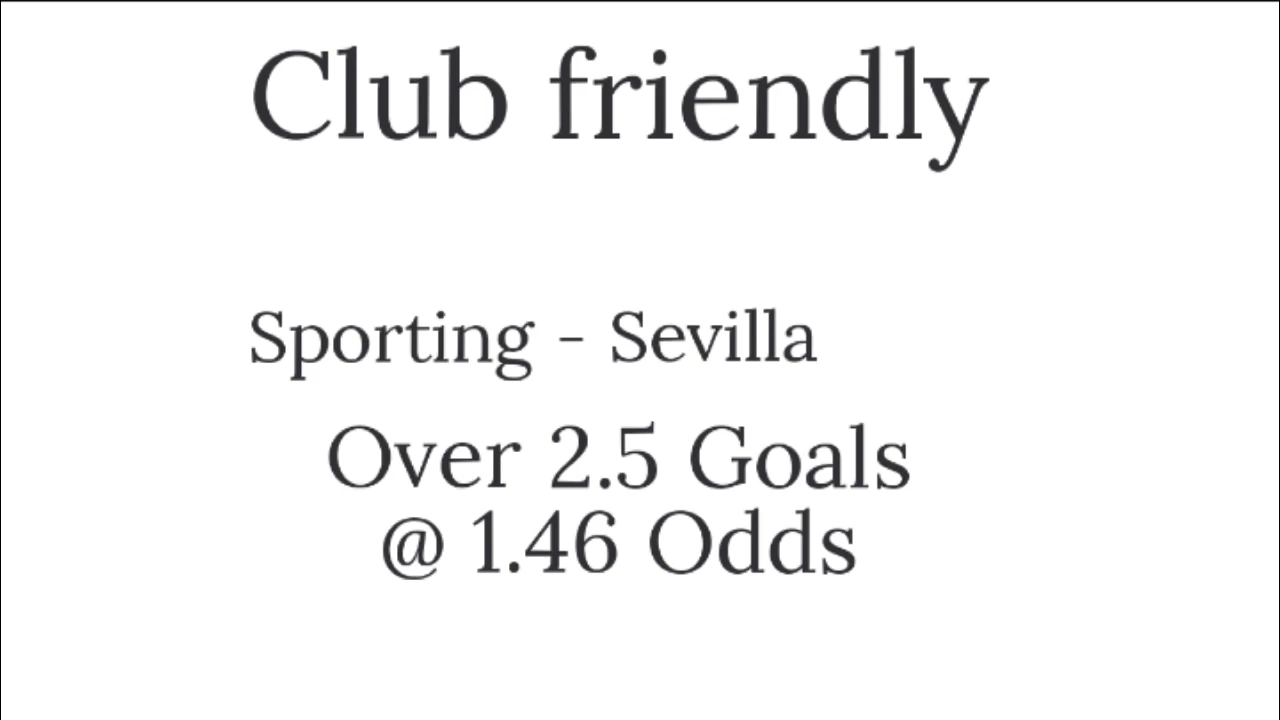 Club friendly
Sporting - Sevilla
Over 2.5 Goals
@ 1.46 Odds